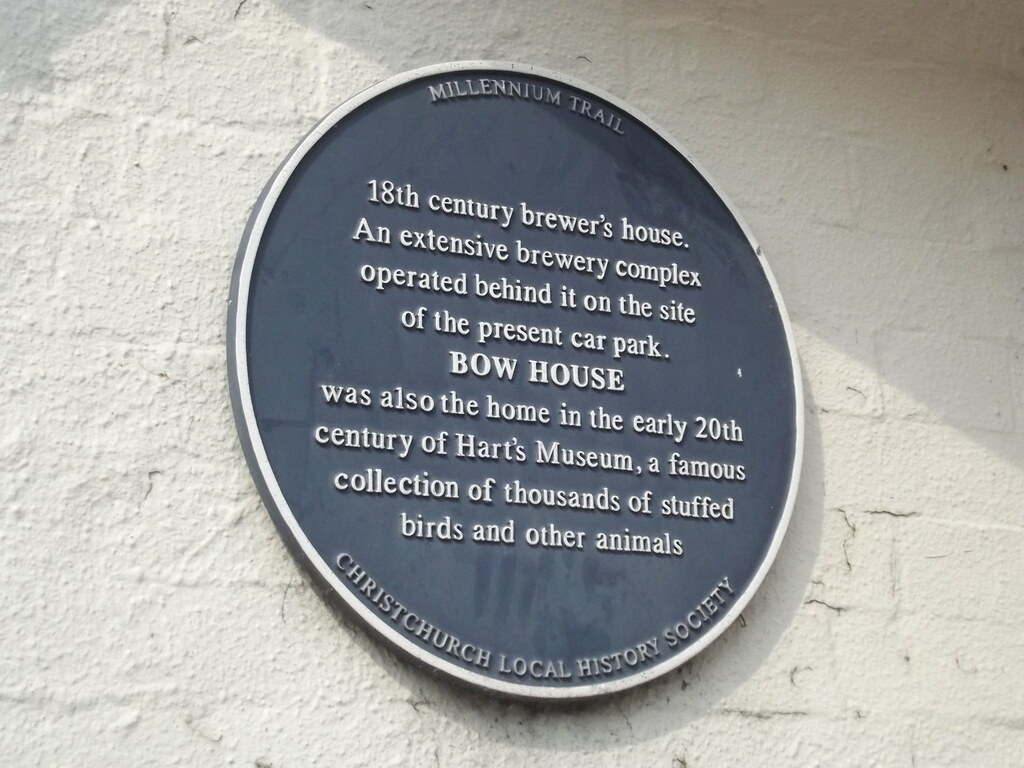 MILLENNIUM TRAIL
18th century brewer's house.
An extensive brewery complex
operated behind it on the site
of the present car park.
BOW HOUSE
was also the home in the early 20th
century of Hart's Museum, a famous
collection of thousands of stuffed
birds and other animals
CHRISTCHURCH LOCAL HISTORY SOCIETY